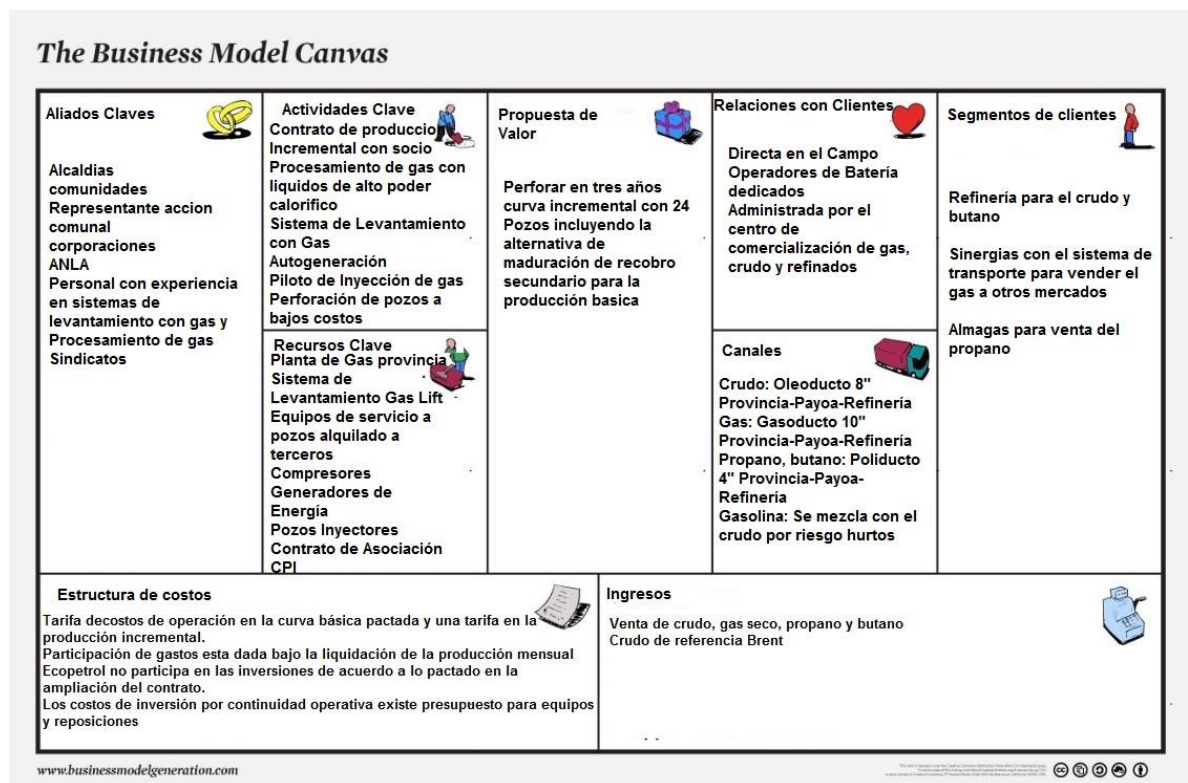 The Business Model Canvas
Aliados Claves
Alcaldias
comunidades
Representante accion
comunal
corporaciones
ANLA
Personal con experiencia
en sistemas de
levantamiento con gas y
Procesamiento de gas
Sindicatos
Actividades Clave
Contrato de produccio
Incremental con socio
Procesamiento de gas con
liquidos de alto poder
calorifico
Sistema de Levantamiento
con Gas
Autogeneración
Piloto de Inyección de gas
Perforación de pozos a
bajos costos
Recursos Clave
Planta de Gas provincia
Sistema de
Levantamiento Gas Lift
Equipos de servicio a
pozos alquilado a
terceros
Compresores
Generadores de
Energía
Pozos Inyectores
Contrato de Asociación
CPI
Propuesta de
Valor
Perforar en tres años
curva incremental con 24
Pozos incluyendo la
alternativa de
maduración de recobro
secundario para la
producción basica
Relaciones con Clientes
Directa en el Campo
Operadores de Batería
dedicados
Administrada por el
centro de
comercialización de gas,
crudo y refinados
Canales
Crudo: Oleoducto 8"
Provincia-Payoa-Refinería
Gas: Gasoducto 10"
Provincia-Payoa-Refinería
Propano, butano: Poliducto
4" Provincia-Payoa-
Refinería
Gasolina: Se mezcla con el
crudo por riesgo hurtos
Segmentos de clientes
Refinería para el crudo y
butano
Sinergias con el sistema de
transporte para vender el
gas a otros mercados
Almagas para venta del
propano
Estructura de costos
Tarifa decostos de operación en la curva básica pactada y una tarifa en la
producción incremental.
Participación de gastos esta dada bajo la liquidación de la producción mensual
Ecopetrol no participa en las inversiones de acuerdo a lo pactado en la
ampliación del contrato.
Los costos de inversión por continuidad operativa existe presupuesto para equipos
y reposiciones
Ingresos
Venta de crudo, gas seco, propano y butano
Crudo de referencia Brent
www.businessmodelgeneration.com